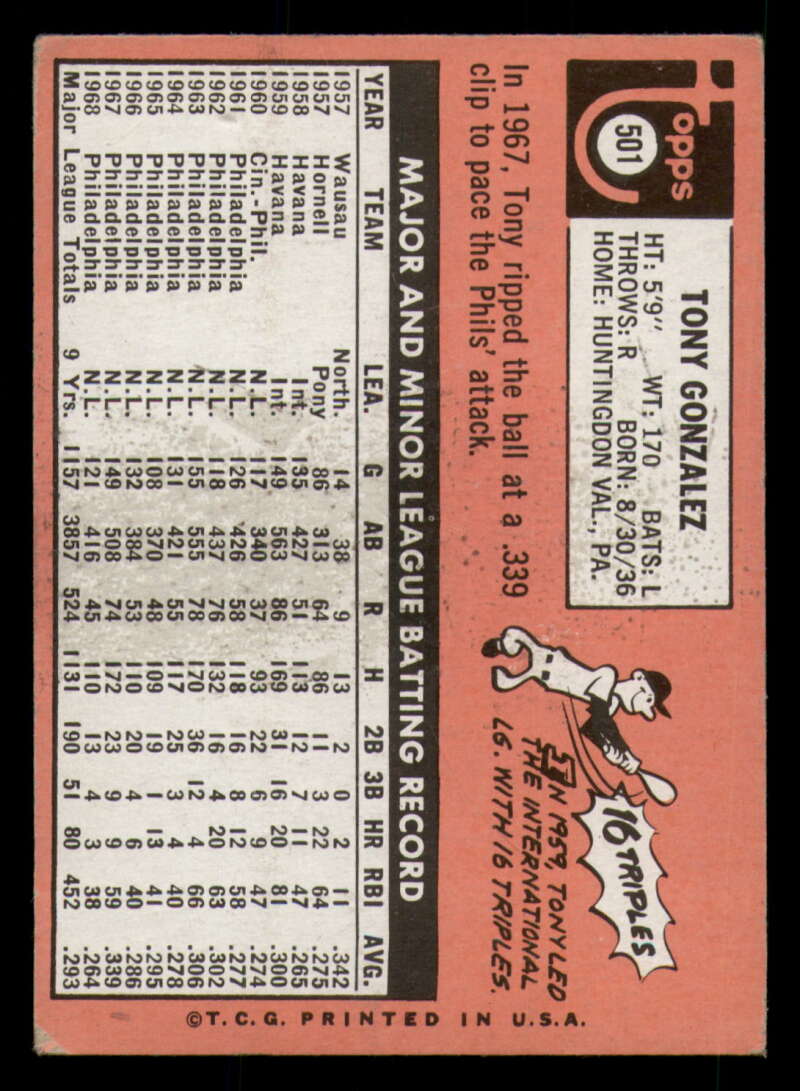 Topps
501
TONY GONZALEZ
HT: 5'9" WT: 170 BATS: L
THROWS: R BORN: 8/30/36
HOME: HUNTINGDON VAL., PA.
In 1967, Tony ripped the ball at a .339
clip to pace the Phils' attack.
16 TRIPLES
IN 1959, TONY LED
THE INTERNATIONAL
LG. WITH 16 TRIPLES.
MAJOR AND MINOR LEAGUE BATTING RECORD
YEAR TEAM LEA. G AB R H 2B 3B HR RBI AVG.
1957 Wausau North. 14 38 9 13 2 0 2 11 .342
1957 Hornell Pony 86 313 64 86 11 3 22 64 .275
1958 Havana Int. 135 427 51 113 12 7 11 47 .265
1959 Havana Int. 149 563 86 169 31 16 20 81 .300
1960 Cin.-Phil. N.L. 117 340 37 93 22 6 9 47 .274
1961 Philadelphia N.L. 126 426 58 118 16 8 12 58 .277
1962 Philadelphia N.L. 118 437 76 132 16 4 20 63 .302
1963 Philadelphia N.L. 155 555 78 170 36 12 4 66 .306
1964 Philadelphia N.L. 131 421 55 117 25 3 4 40 .278
1965 Philadelphia N.L. 108 370 48 109 19 1 13 41 .295
1966 Philadelphia N.L. 132 384 53 110 20 4 6 40 .286
1967 Philadelphia N.L. 149 508 74 172 23 9 9 59 .339
1968 Philadelphia N.L. 121 416 45 110 13 4 3 38 .264
Major League Totals 9 Yrs. 1157 3857 524 1131 190 51 80 452 .293
©T.C.G. PRINTED IN U.S.A.